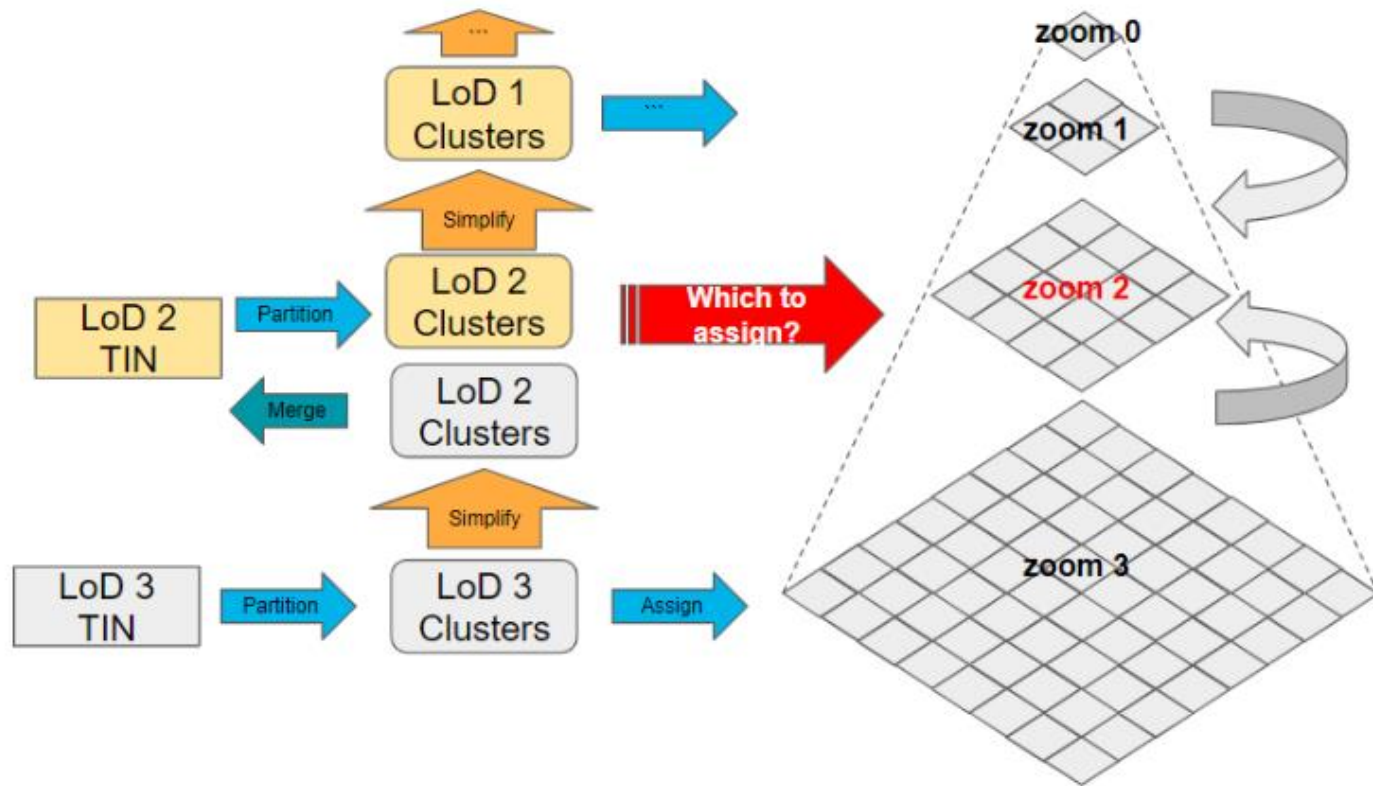 ...
LoD 1
Clusters
...
zoom 0
zoom 1
Simplify
LoD 2
TIN
Partition
LoD 2
Clusters
Which to
assign?
zoom 2
Merge
LoD 2
Clusters
Simplify
LoD 3
TIN
Partition
LoD 3
Clusters
Assign
zoom 3